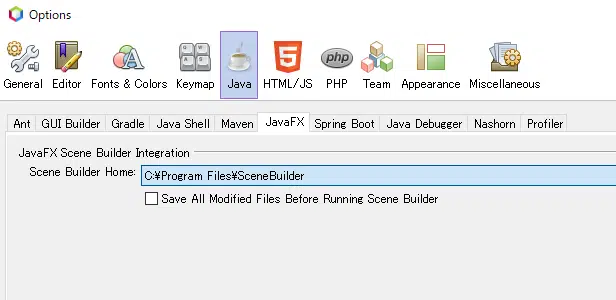 Options
General Editor Fonts & Colors Keymap Java HTML/JS PHP Team Appearance Miscellaneous
Ant GUI Builder Gradle Java Shell Maven JavaFX Spring Boot Java Debugger Nashorn Profiler
JavaFX Scene Builder Integration
Scene Builder Home: C:¥Program Files¥SceneBuilder
Save All Modified Files Before Running Scene Builder